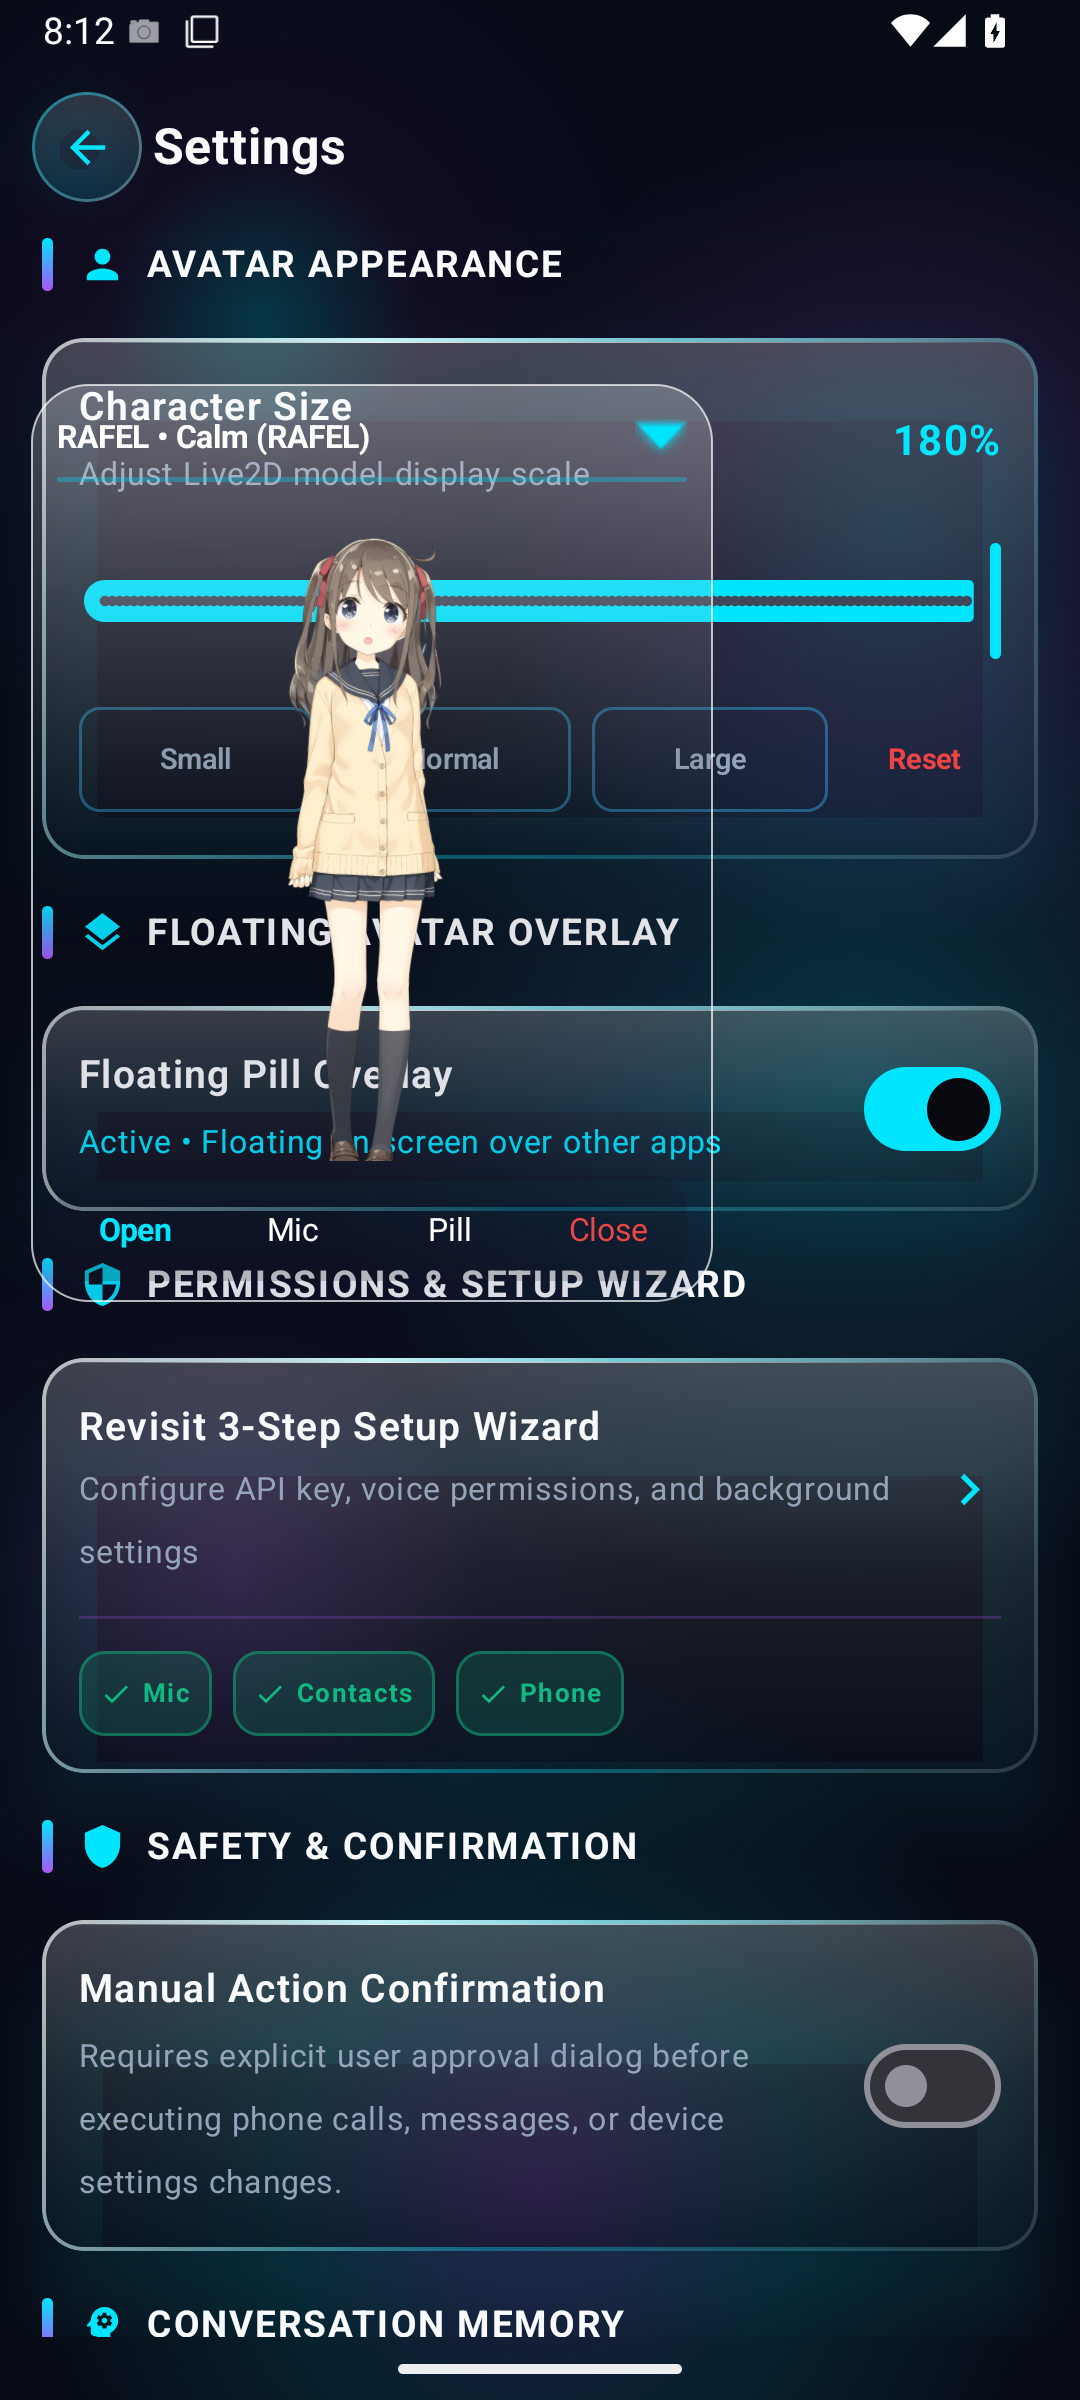 8:12
Settings
AVATAR APPEARANCE
Character Size
RAFEL • Calm (RAFEL)
180%
Adjust Live2D model display scale
Small
Large
Reset
FLOATING AVATAR OVERLAY
Floating Pill Overlay
Active • Floating on screen over other apps
Open
Mic
Pill
Close
PERMISSIONS & SETUP WIZARD
Revisit 3-Step Setup Wizard
Configure API key, voice permissions, and background
settings
Mic
Contacts
Phone
SAFETY & CONFIRMATION
Manual Action Confirmation
Requires explicit user approval dialog before
executing phone calls, messages, or device
settings changes.
CONVERSATION MEMORY